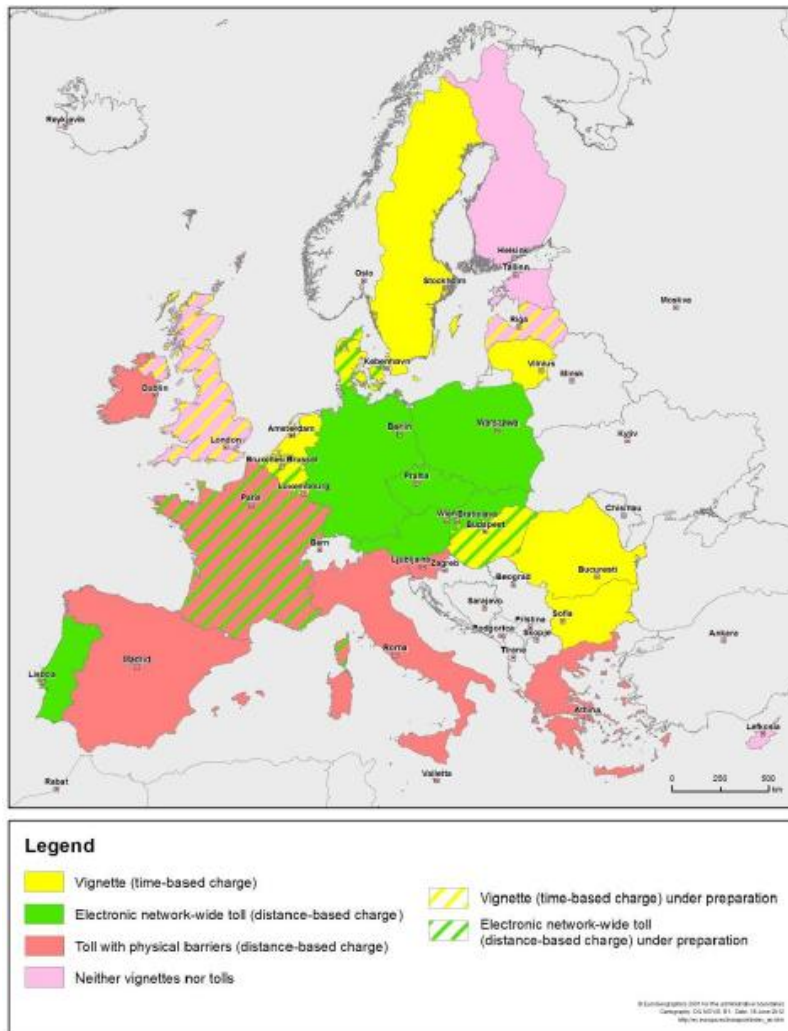 Reykjavik
Helsinki
Tallinn
Oslo
Stockholm
Moskva
Riga
København
Vilnius
Minsk
Dublin
Amsterdam
Berlin
Warszawa
London
Kyiv
Luxembourg
Praha
Paris
Wien
Bratislava
Budapest
Chisinau
Bern
Ljubljana
Zagreb
Bucuresti
Beograd
Sarajevo
Pristina
Sofia
Podgorica
Skopje
Ankara
Madrid
Roma
Tirana
Lisboa
Athina
Lefkosia
Rabat
Valletta
0 250 500
km
Legend
Vignette (time-based charge)
Electronic network-wide toll (distance-based charge)
Toll with physical barriers (distance-based charge)
Neither vignettes nor tolls
Vignette (time-based charge) under preparation
Electronic network-wide toll
(distance-based charge) under preparation